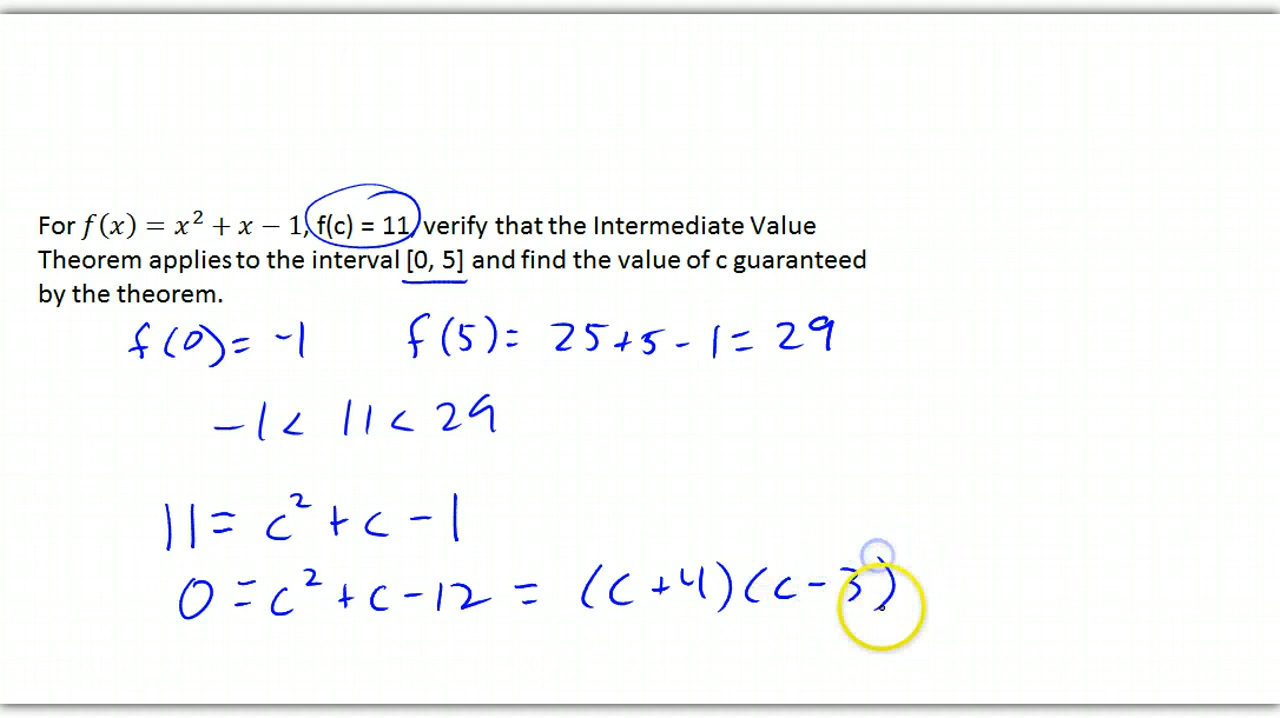 For f(x) = x² + x − 1, f(c) = 11, verify that the Intermediate Value
Theorem applies to the interval [0, 5] and find the value of c guaranteed
by the theorem.
f(0) = -1 f(5) = 25+5-1 = 29
-1 < 11 < 29
11 = c² + c - 1
0 = c² + c - 12 = (c+4)(c-3)